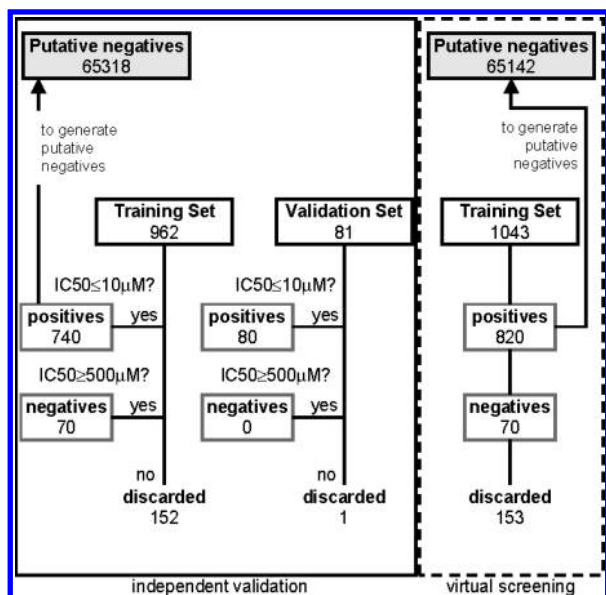 Putative negatives
65318
to generate
putative
negatives
Training Set
962
IC50≤10μM?
positives
740
yes
IC50≥500μM?
negatives
70
yes
no
discarded
152
Validation Set
81
IC50≤10μM?
positives
80
yes
IC50≥500μM?
negatives
0
yes
no
discarded
1
independent validation
Putative negatives
65142
to generate
putative
negatives
Training Set
1043
positives
820
negatives
70
discarded
153
virtual screening